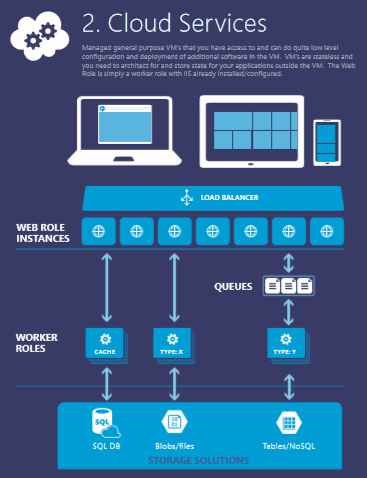 2. Cloud Services
Managed general purpose VM's that you have access to and can do quite low level
configuration and deployment of additional software in the VM. VM's are stateless and
you need to architect for and store state for your applications outside the VM. The Web
Role is simply a worker role with IIS already installed/configured.
LOAD BALANCER
WEB ROLE
INSTANCES
QUEUES
WORKER
ROLES
CACHE
TYPE: X
TYPE: Y
SQL
SQL DB
Blobs/files
Tables/NoSQL
STORAGE SOLUTIONS